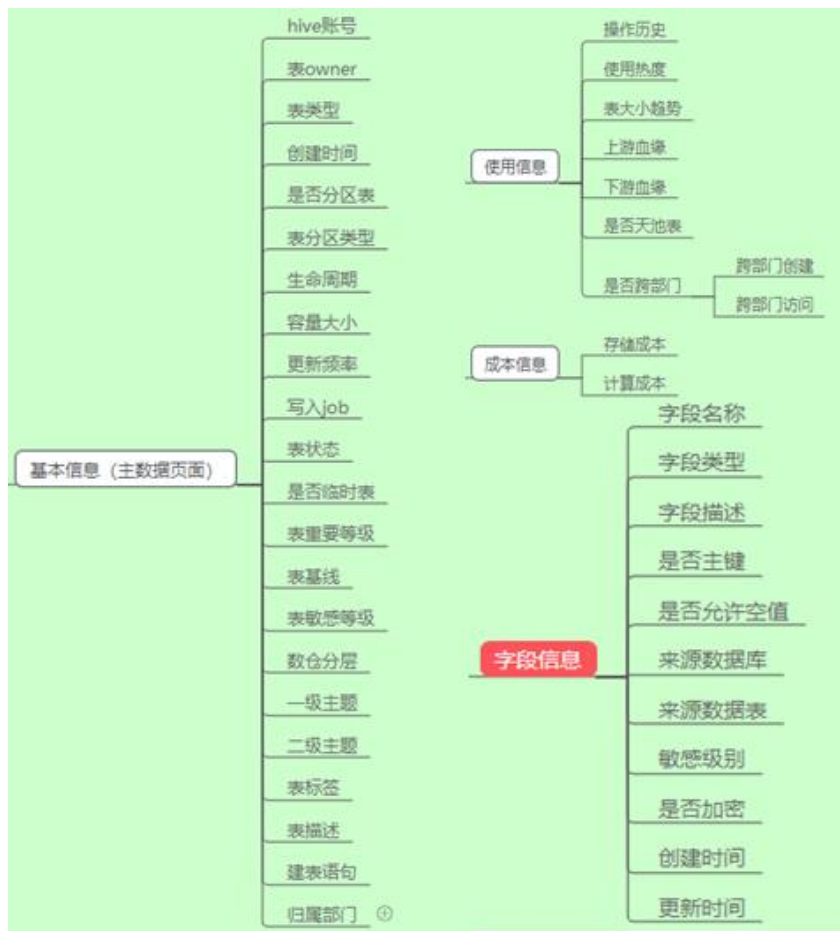 基本信息（主数据页面）
hive账号
表owner
表类型
创建时间
是否分区表
表分区类型
生命周期
容量大小
更新频率
写入job
表状态
是否临时表
表重要等级
表基线
表敏感等级
数仓分层
一级主题
二级主题
表标签
表描述
建表语句
归属部门
使用信息
操作历史
使用热度
表大小趋势
上游血缘
下游血缘
是否天池表
是否跨部门
跨部门创建
跨部门访问
成本信息
存储成本
计算成本
字段信息
字段名称
字段类型
字段描述
是否主键
是否允许空值
来源数据库
来源数据表
敏感级别
是否加密
创建时间
更新时间